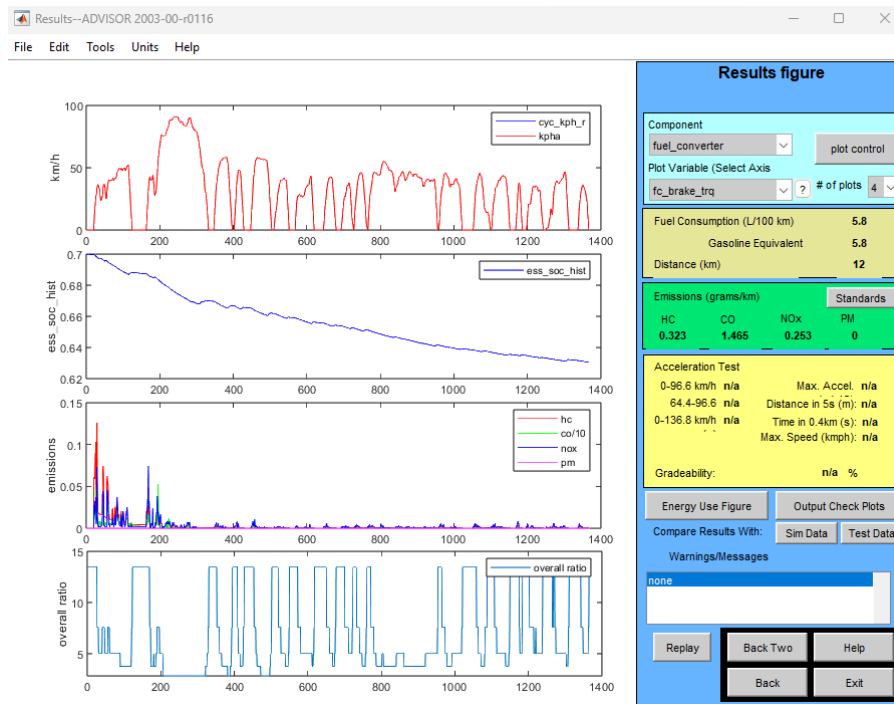 Results--ADVISOR 2003-00-r0116
File Edit Tools Units Help
Results figure
Component
fuel_converter
plot control
Plot Variable (Select Axis
fc_brake_trq
?
# of plots
4
Fuel Consumption (L/100 km) 5.8
Gasoline Equivalent 5.8
Distance (km) 12
Emissions (grams/km)
Standards
HC CO NOx PM
0.323 1.465 0.253 0
Acceleration Test
0-96.6 km/h n/a Max. Accel. n/a
64.4-96.6 n/a Distance in 5s (m): n/a
0-136.8 km/h n/a Time in 0.4km (s): n/a
Max. Speed (kmph): n/a
Gradeability: n/a %
Energy Use Figure Output Check Plots
Compare Results With: Sim Data Test Data
Warnings/Messages
none
Replay Back Two Help
Back Exit
km/h
100
50
0
cyc_kph_r
kpha
0 200 400 600 800 1000 1200 1400
ess_soc_hist
0.7
0.68
0.66
0.64
0.62
ess_soc_hist
0 200 400 600 800 1000 1200 1400
emissions
0.15
0.1
0.05
0
hc
co/10
nox
pm
0 200 400 600 800 1000 1200 1400
overall ratio
15
10
5
overall ratio
0 200 400 600 800 1000 1200 1400